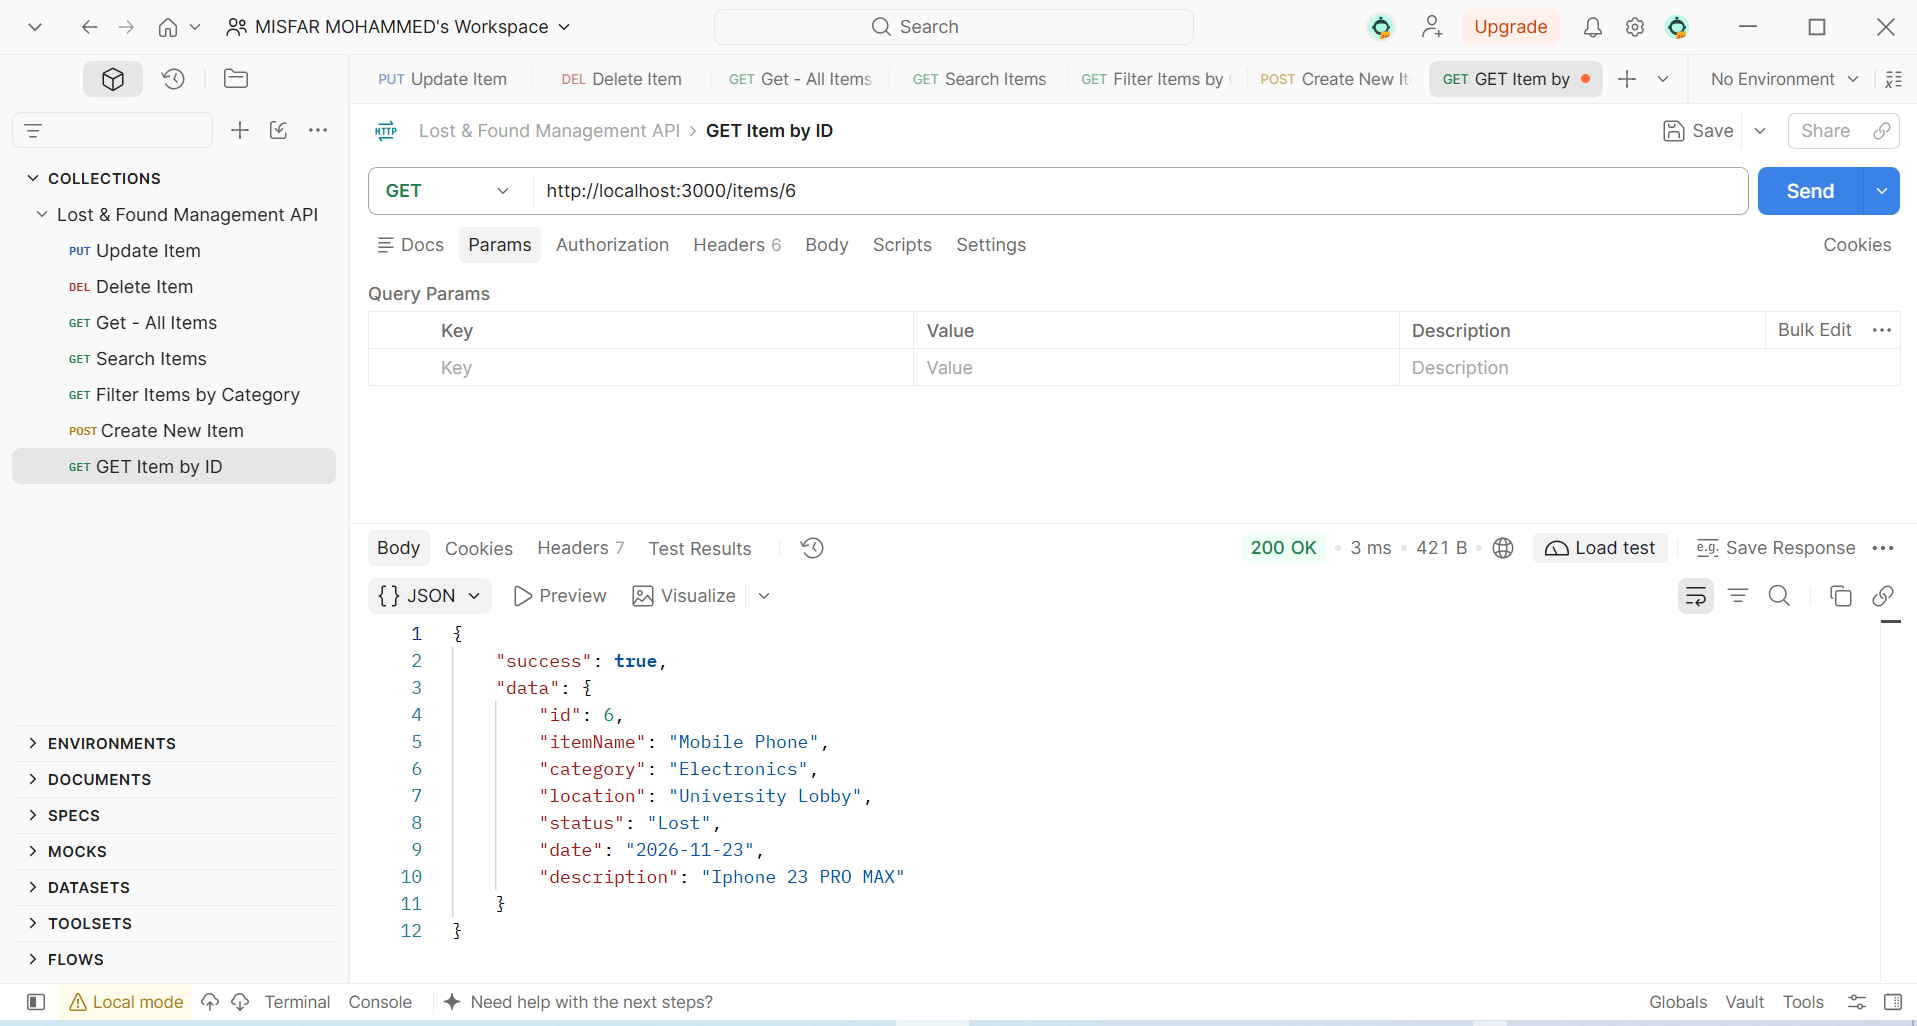 MISFAR MOHAMMED's Workspace
Search
Upgrade
PUT Update Item
DEL Delete Item
GET Get - All Items
GET Search Items
GET Filter Items by
POST Create New It
GET GET Item by
No Environment
HTTP Lost & Found Management API > GET Item by ID
Save
Share
COLLECTIONS
Lost & Found Management API
PUT Update Item
DEL Delete Item
GET Get - All Items
GET Search Items
GET Filter Items by Category
POST Create New Item
GET GET Item by ID
ENVIRONMENTS
DOCUMENTS
SPECS
MOCKS
DATASETS
TOOLSETS
FLOWS
GET http://localhost:3000/items/6
Send
Docs Params Authorization Headers 6 Body Scripts Settings
Cookies
Query Params
Key Value Description Bulk Edit
Key Value Description
Body Cookies Headers 7 Test Results
200 OK • 3 ms • 421 B •
Load test
e.g. Save Response
{} JSON Preview Visualize
1 {
2 "success": true,
3 "data": {
4 "id": 6,
5 "itemName": "Mobile Phone",
6 "category": "Electronics",
7 "location": "University Lobby",
8 "status": "Lost",
9 "date": "2026-11-23",
10 "description": "Iphone 23 PRO MAX"
11 }
12 }
Local mode Terminal Console Need help with the next steps?
Globals Vault Tools